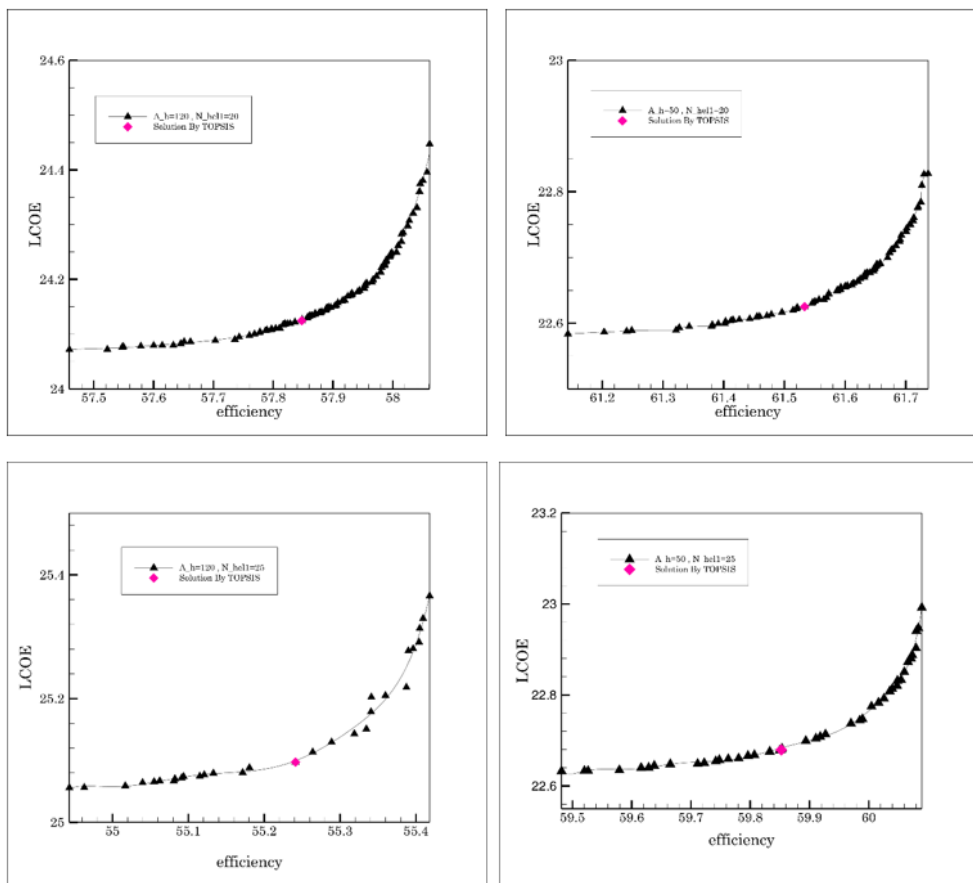 24.6
24.4
24.2
24
LCOE
A_h=120 , N_hel1=20
Solution By TOPSIS
57.5 57.6 57.7 57.8 57.9 58
efficiency
23
22.8
22.6
LCOE
A_h=50 , N_hel1=20
Solution By TOPSIS
61.2 61.3 61.4 61.5 61.6 61.7
efficiency
25.4
25.2
25
LCOE
A_h=120 , N_hel1=25
Solution By TOPSIS
55 55.1 55.2 55.3 55.4
efficiency
23.2
23
22.8
22.6
LCOE
A_h=50 , N_hel1=25
Solution By TOPSIS
59.5 59.6 59.7 59.8 59.9 60
efficiency